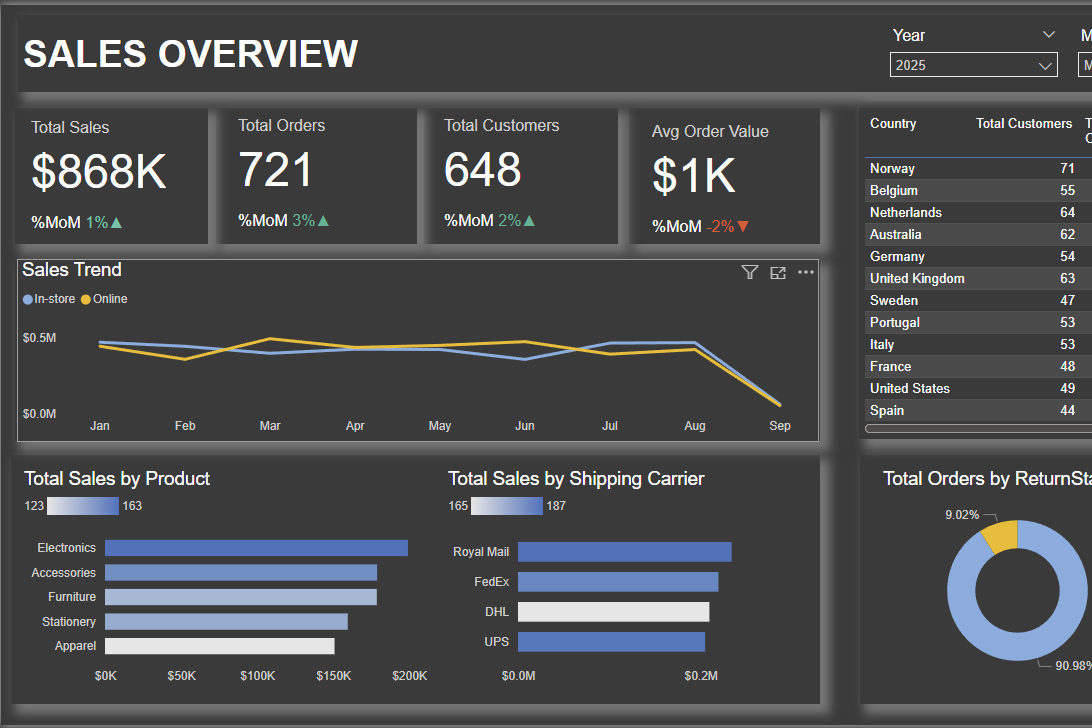 SALES OVERVIEW
Year
2025
M
M
Total Sales
$868K
%MoM 1%▲
Total Orders
721
%MoM 3%▲
Total Customers
648
%MoM 2%▲
Avg Order Value
$1K
%MoM -2%▼
Country Total Customers
Norway 71
Belgium 55
Netherlands 64
Australia 62
Germany 54
United Kingdom 63
Sweden 47
Portugal 53
Italy 53
France 48
United States 49
Spain 44
Sales Trend
In-store Online
$0.5M
$0.0M
Jan Feb Mar Apr May Jun Jul Aug Sep
Total Sales by Product
123 163
Electronics
Accessories
Furniture
Stationery
Apparel
$0K $50K $100K $150K $200K
Total Sales by Shipping Carrier
165 187
Royal Mail
FedEx
DHL
UPS
$0.0M $0.2M
Total Orders by ReturnSta
9.02%
90.98%